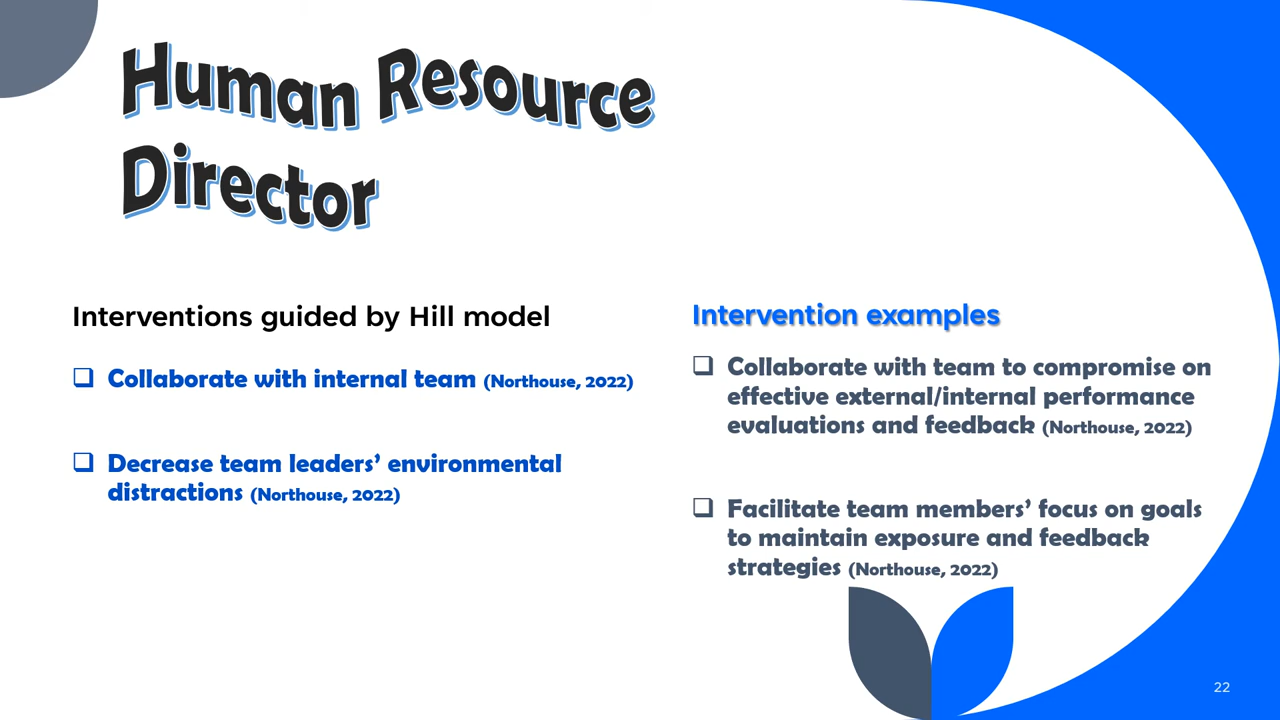 Human Resource
Director
Interventions guided by Hill model
Collaborate with internal team (Northouse, 2022)
Decrease team leaders’ environmental
distractions (Northouse, 2022)
Intervention examples
Collaborate with team to compromise on
effective external/internal performance
evaluations and feedback (Northouse, 2022)
Facilitate team members’ focus on goals
to maintain exposure and feedback
strategies (Northouse, 2022)
22